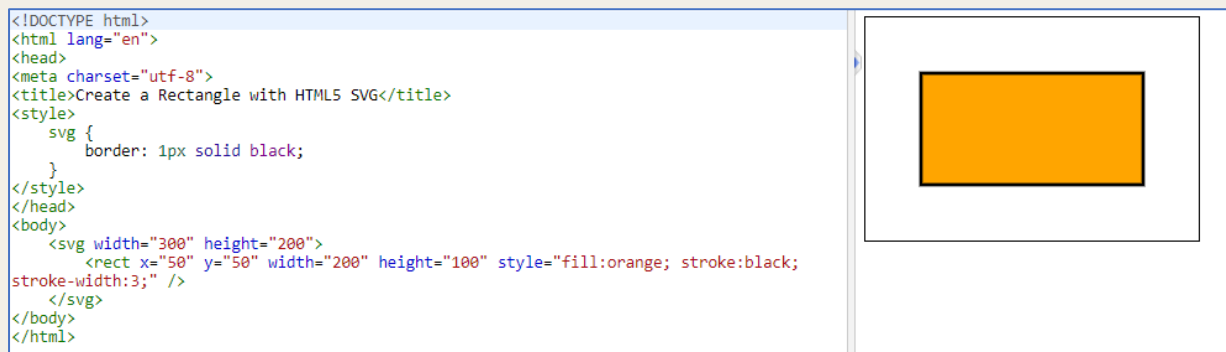 <!DOCTYPE html>
<html lang="en">
<head>
<meta charset="utf-8">
<title>Create a Rectangle with HTML5 SVG</title>
<style>
    svg {
        border: 1px solid black;
    }
</style>
</head>
<body>
    <svg width="300" height="200">
        <rect x="50" y="50" width="200" height="100" style="fill:orange; stroke:black;
stroke-width:3;" />
    </svg>
</body>
</html>